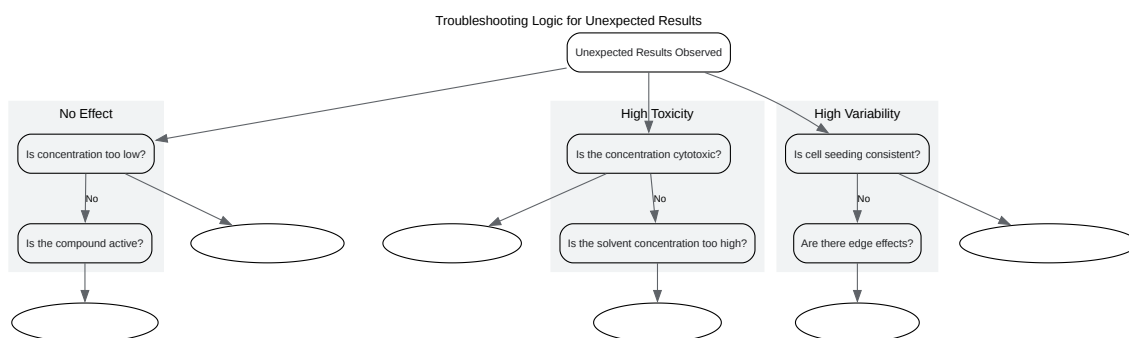 Troubleshooting Logic for Unexpected Results
Unexpected Results Observed
No Effect
High Toxicity
High Variability
Is concentration too low?
Is the concentration cytotoxic?
Is cell seeding consistent?
No
No
No
Is the compound active?
Is the solvent concentration too high?
Are there edge effects?